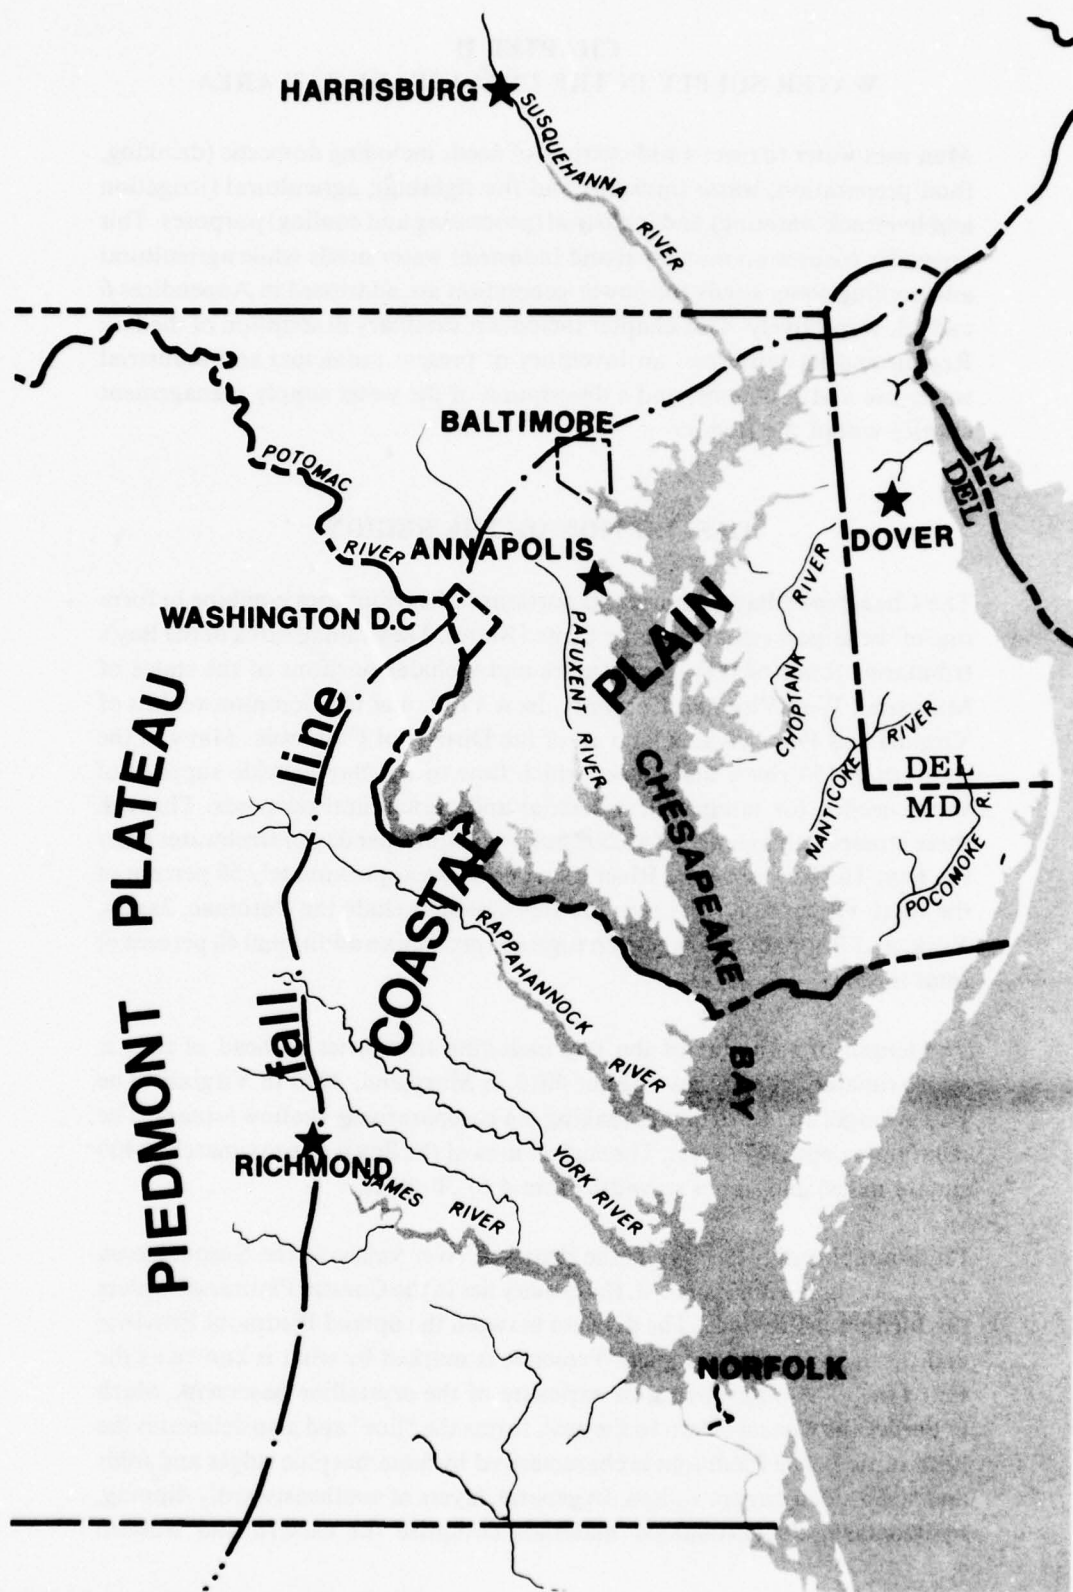 HARRISBURG
SUSQUEHANNA
RIVER
BALTIMORE
POTOMAC
RIVER
ANNAPOLIS
WASHINGTON D.C
NJ
DEL
DOVER
PATUXENT
RIVER
CHOPTANK
RIVER
NANTICOKE
RIVER
DEL
MD
POCOMOKE R.
PIEDMONT PLATEAU
fall lline
COASTAL PLAIN
CHESAPEAKE
BAY
RAPPAHANNOCK
RIVER
RICHMOND
JAMES
RIVER
YORK RIVER
NORFOLK